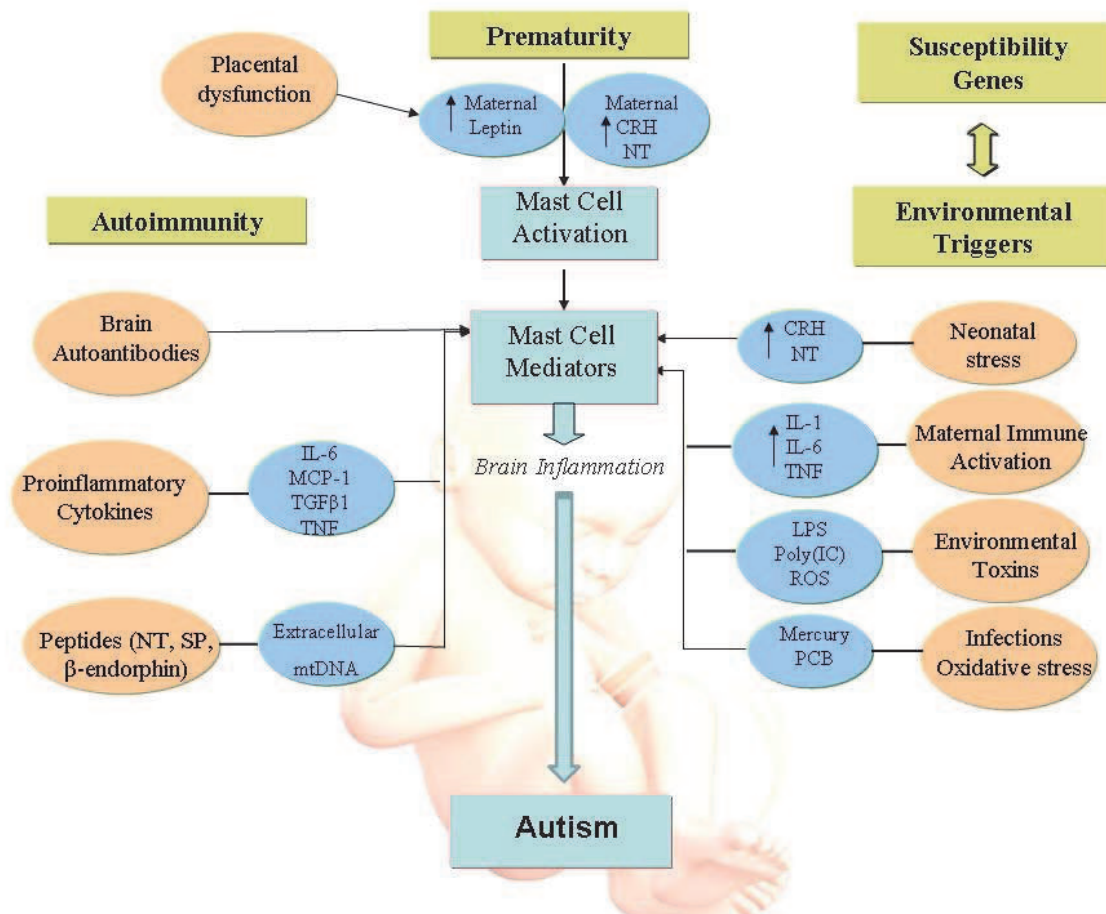 Prematurity
Placental
dysfunction
Maternal
Leptin
Maternal
CRH
NT
Susceptibility
Genes
Mast Cell
Activation
Autoimmunity
Environmental
Triggers
Brain
Autoantibodies
Mast Cell
Mediators
CRH
NT
Neonatal
stress
Proinflammatory
Cytokines
IL-6
MCP-1
TGFβ1
TNF
Brain Inflammation
IL-1
IL-6
TNF
Maternal Immune
Activation
LPS
Poly(IC)
ROS
Environmental
Toxins
Peptides (NT, SP,
β-endorphin)
Extracellular
mtDNA
Mercury
PCB
Infections
Oxidative stress
Autism